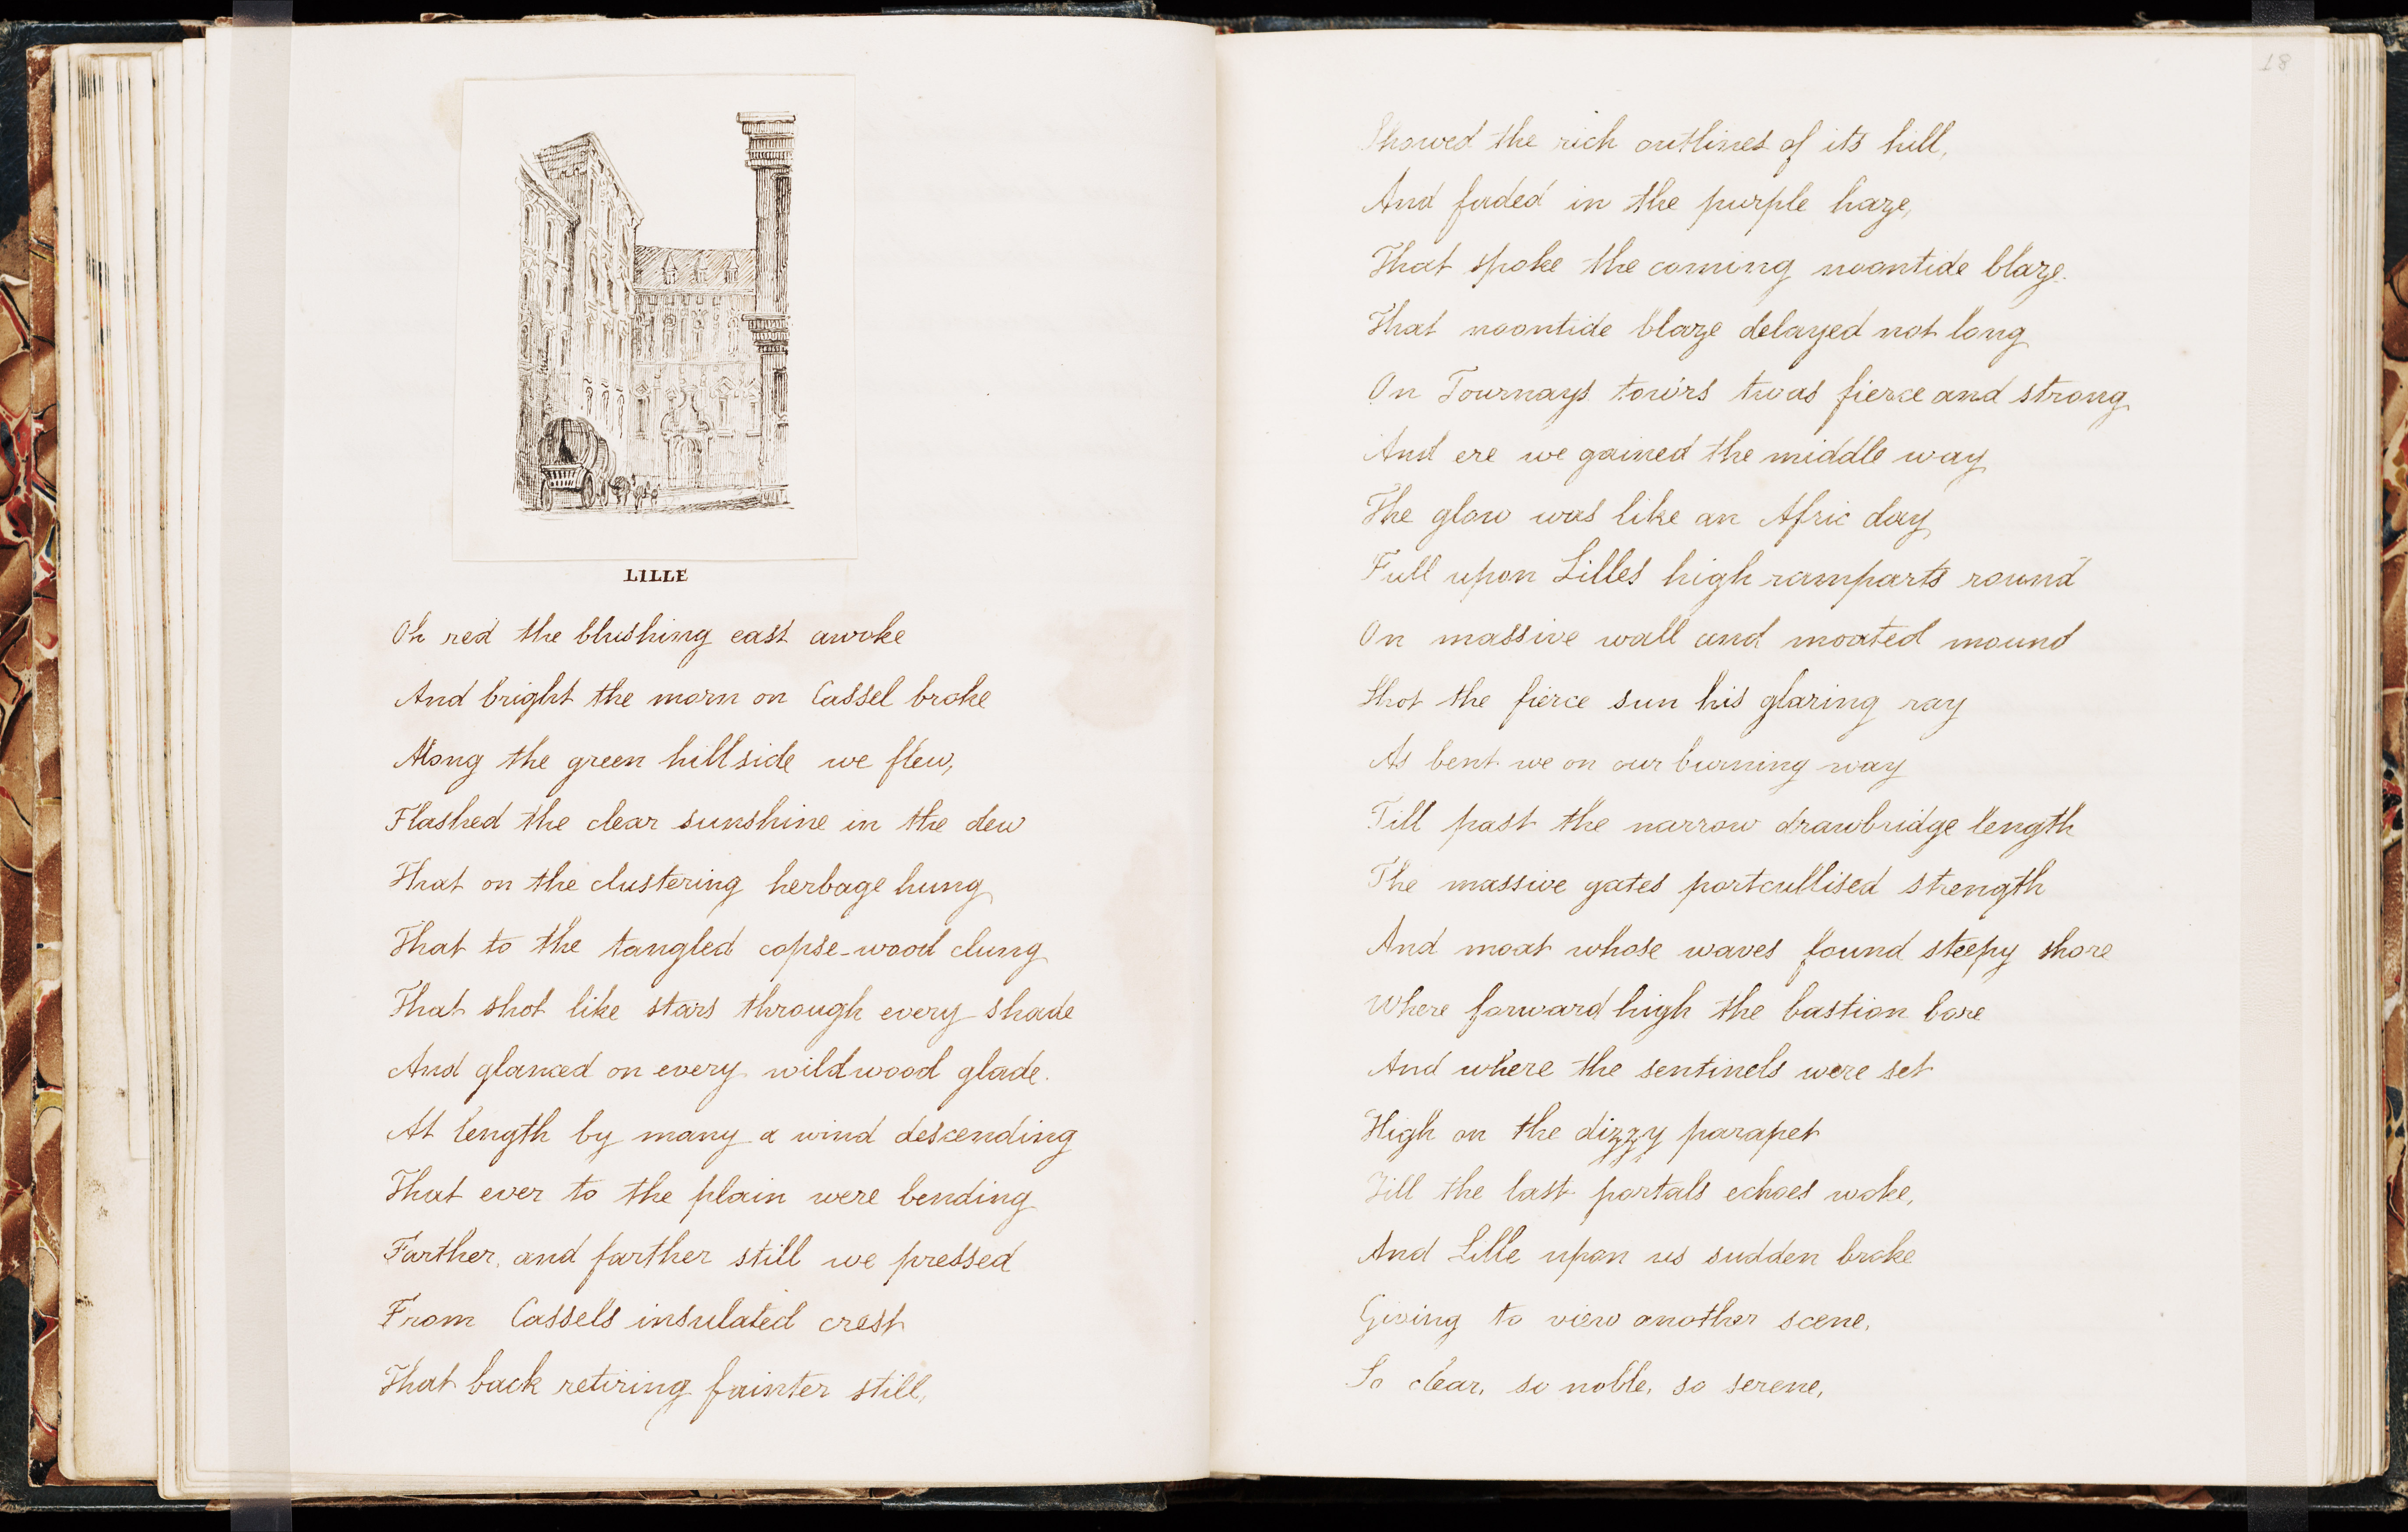 LILLE
Oh red the blushing east awoke
And bright the morn on Cassel broke
Along the green hillside we flew,
Flashed the clear sunshine in the dew
That on the clustering herbage hung
That to the tangled copse-wood clung
That shot like stars through every shade
And glanced on every wildwood glade.
At length by many a wind descending
That ever to the plain were bending
Farther, and farther still we pressed
From Cassels insulated crest
That back retiring fainter still,
18
Showed the rich outlines of its hill,
And faded in the purple haze,
That spoke the coming noontide blaze.
That noontide blaze delayed not long
On Tournays tow'rs twas fierce and strong
And ere we gained the middle way
The glow was like an Afric day
Full upon Lilles high ramparts round
On massive wall and moated mound
Shot the fierce sun his glaring ray
As bent we on our burning way
Till past the narrow drawbridge length
The massive gates portcullised strength
And moat whose waves found steepy shore
Where forward high the bastion bore
And where the sentinels were set
High on the dizzy parapet
Till the last portals echoes woke,
And Lille upon us sudden broke
Giving to view another scene,
So clear, so noble, so serene,